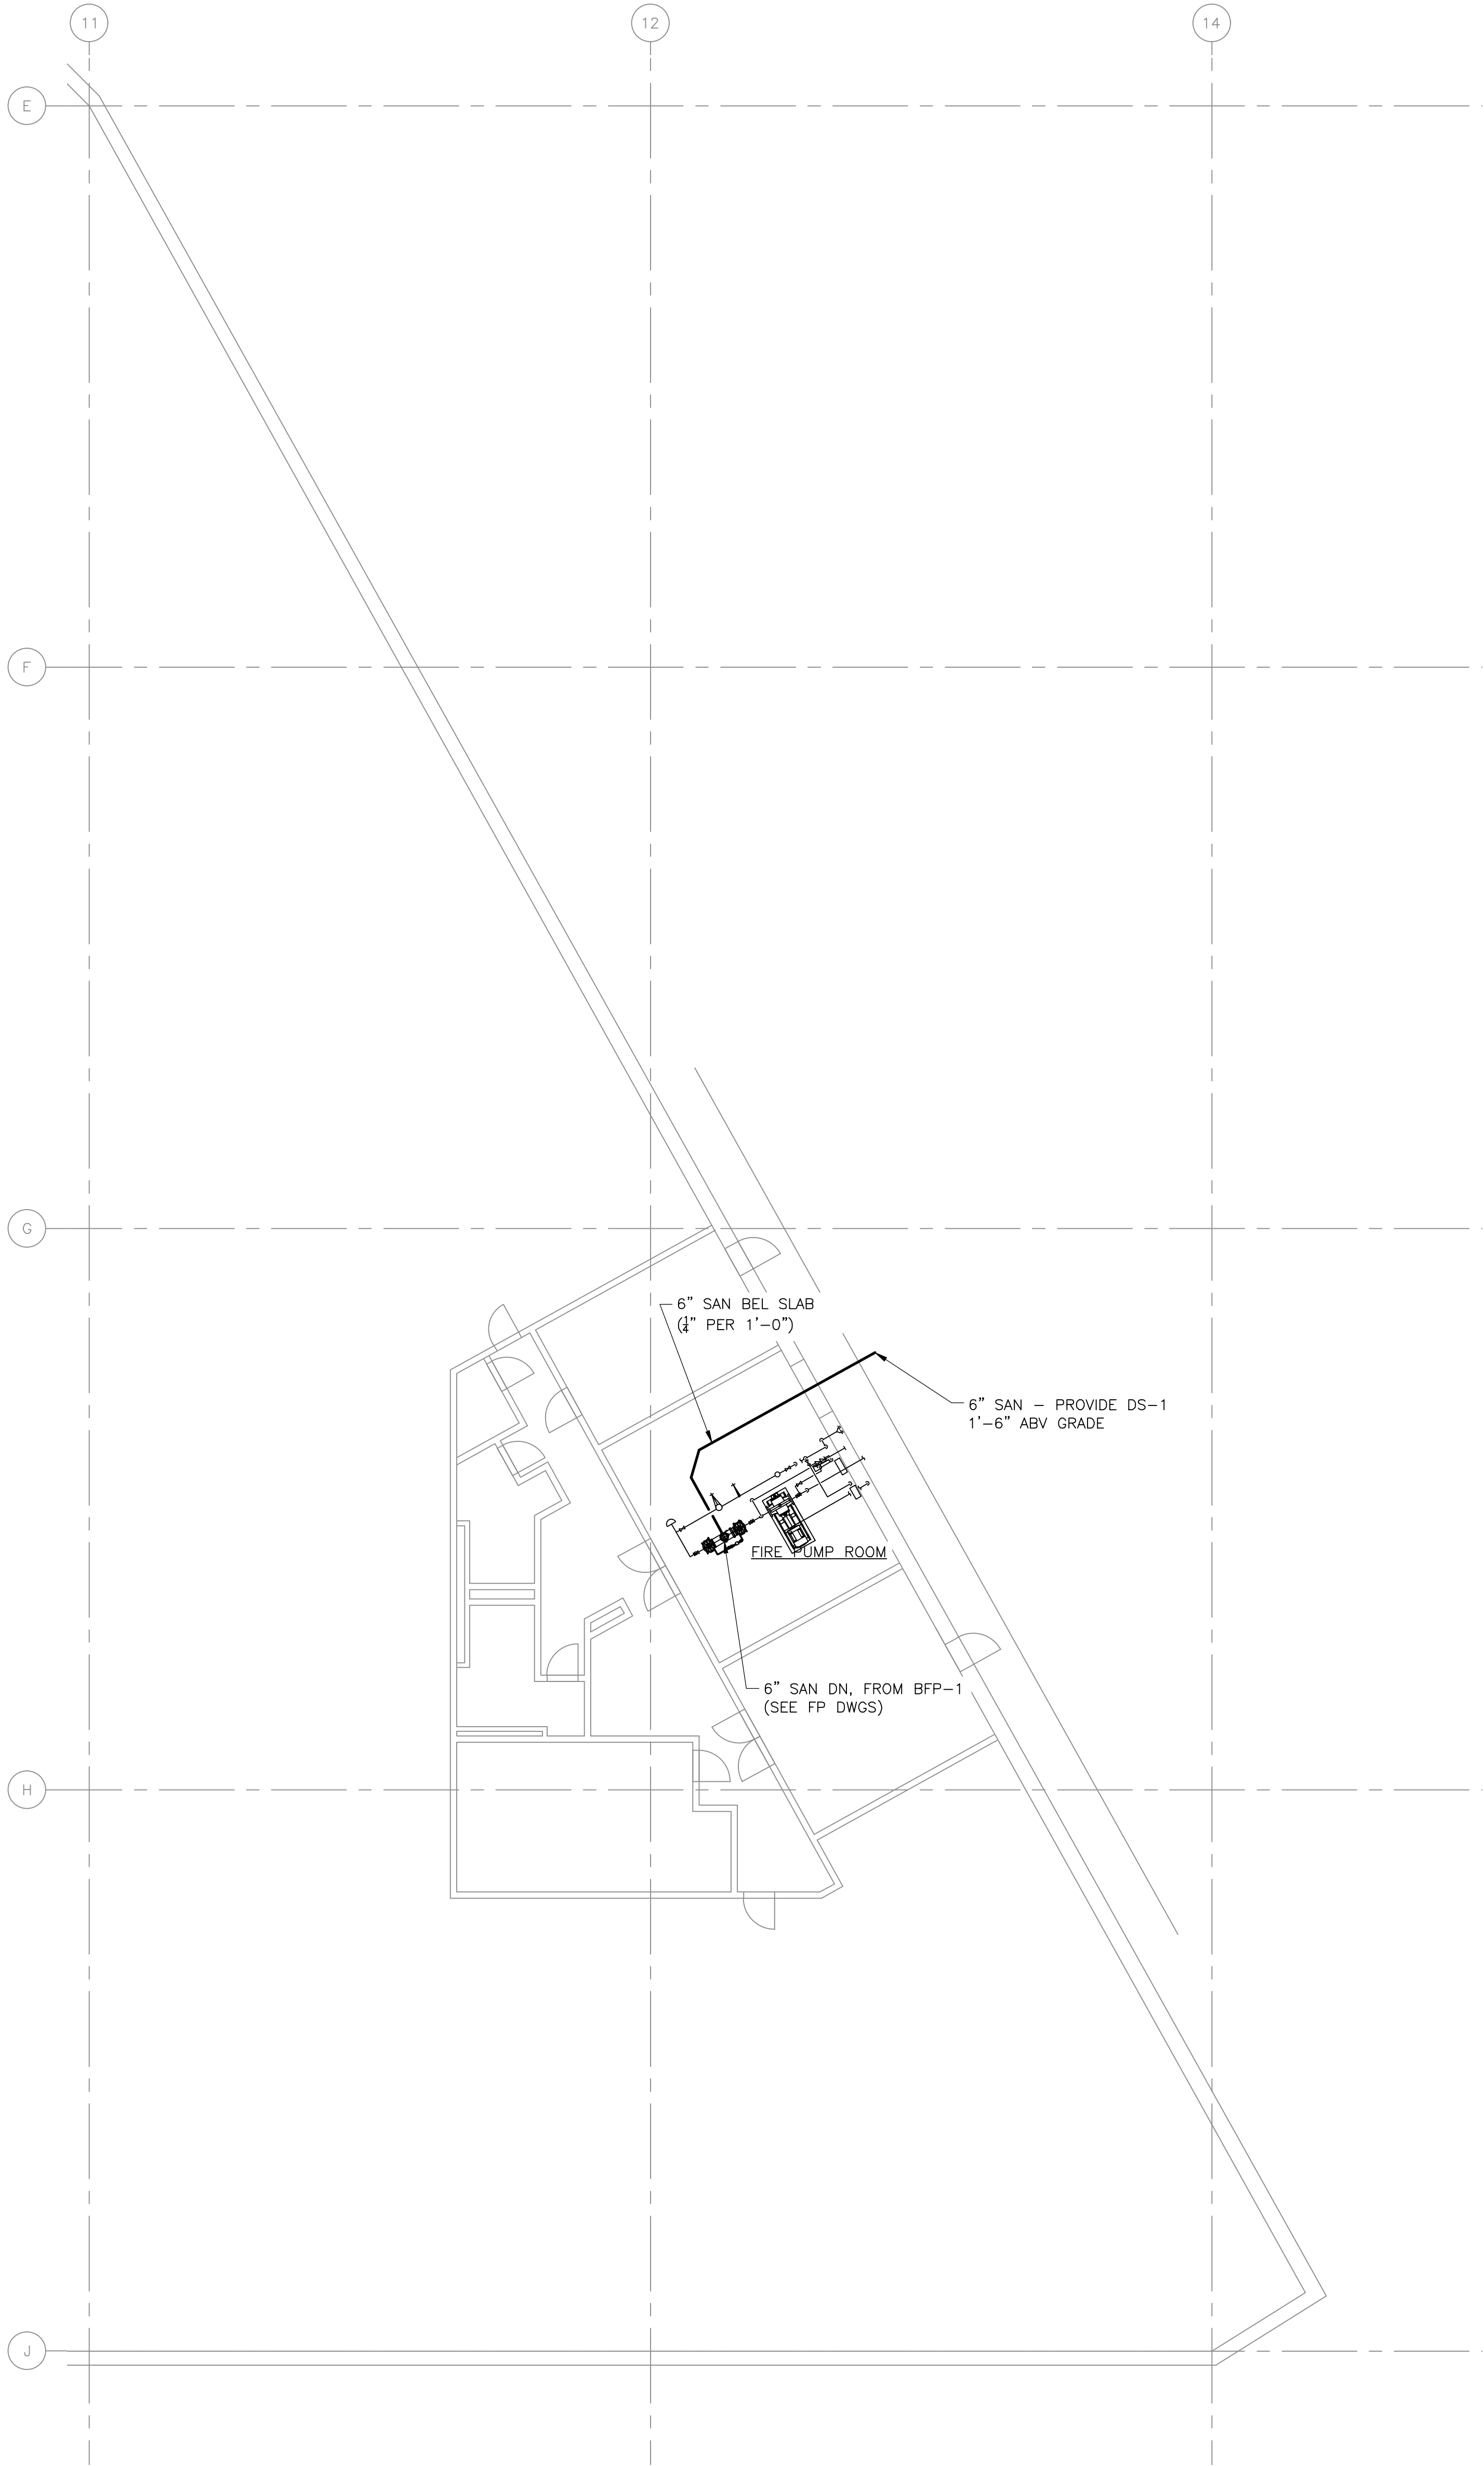 11
12
14
E
F
G
6" SAN BEL SLAB
(1/4" PER 1'-0")
6" SAN - PROVIDE DS-1
1'-6" ABV GRADE
FIRE PUMP ROOM
6" SAN DN, FROM BFP-1
(SEE FP DWGS)
H
J